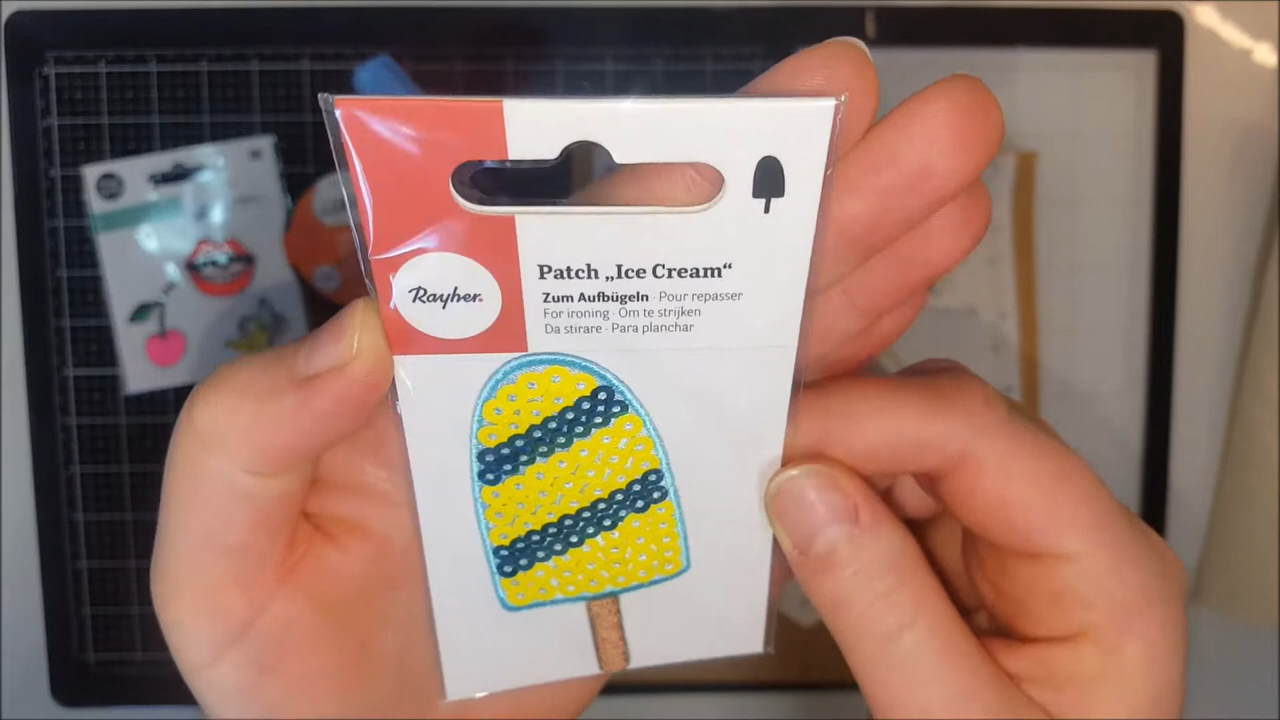 Patch „Ice Cream“
Rayher.
Zum Aufbügeln · Pour repasser
For ironing · Om te strijken
Da stirare · Para planchar